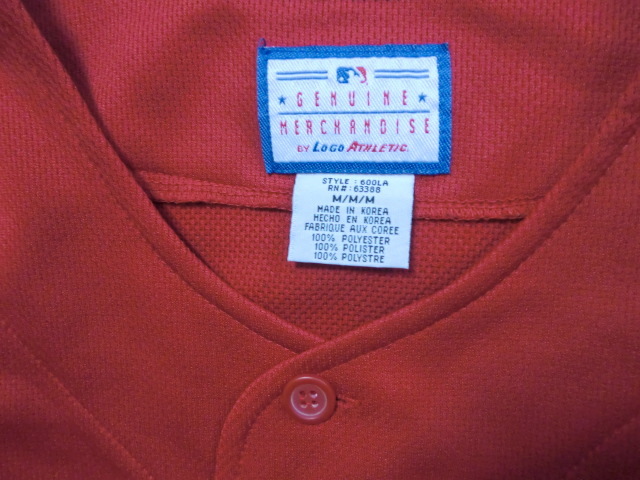 GENUINE
MERCHANDISE
BY LOGO ATHLETIC
STYLE : 600LA
RN# : 63388
M/M/M
MADE IN KOREA
HECHO EN KOREA
FABRIQUE AUX COREE
100% POLYESTER
100% POLISTER
100% POLYSTRE